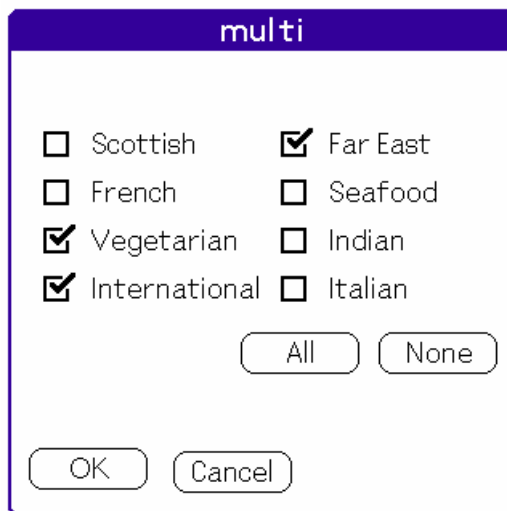 multi
Scottish Far East
French Seafood
Vegetarian Indian
International Italian
All None
OK Cancel